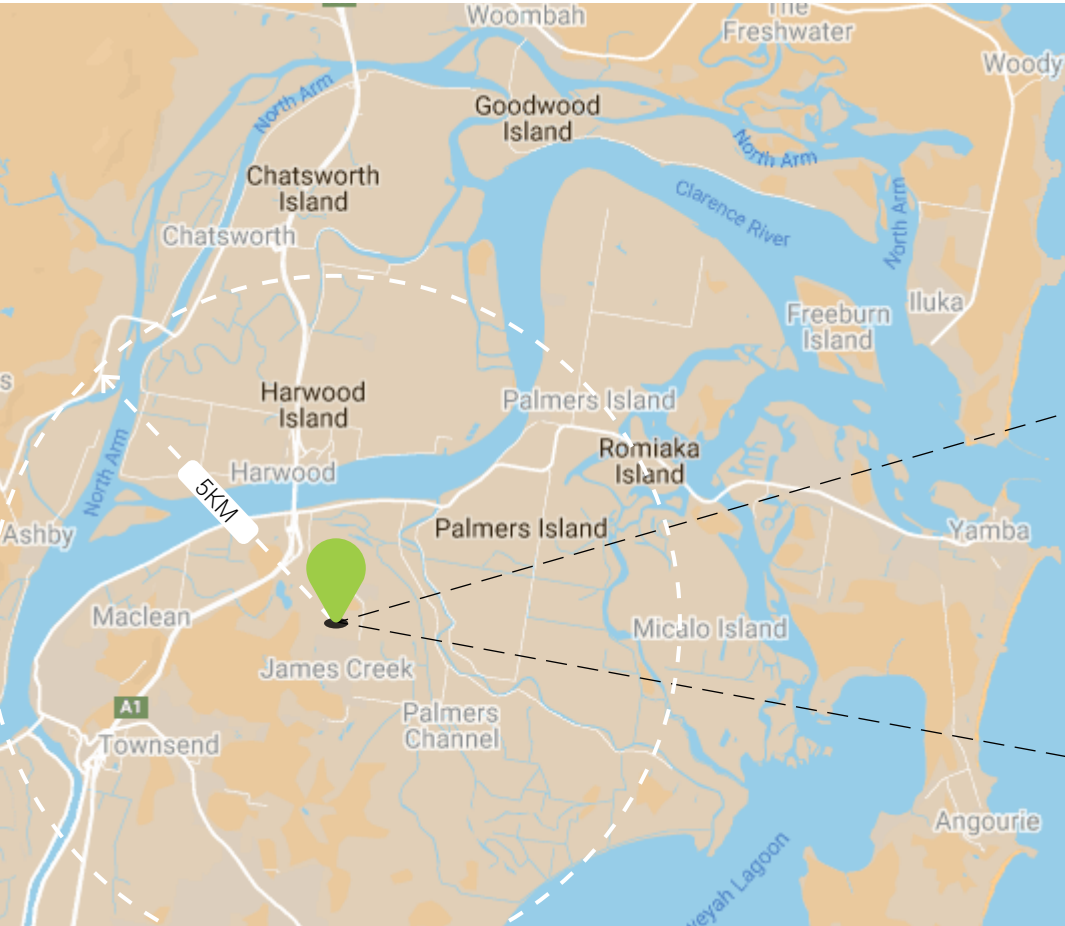 Woombah
The
Freshwater
Woody
North Arm
Goodwood
Island
North Arm
Chatsworth
Island
Clarence River
North Arm
Chatsworth
Iluka
Freeburn
Island
s
Harwood
Island
Palmers Island
North Arm
Harwood
Romiaka
Island
5KM
Ashby
Palmers Island
Yamba
Maclean
Micalo Island
James Creek
A1
Palmers
Channel
Townsend
Angourie
weyah Lagoon